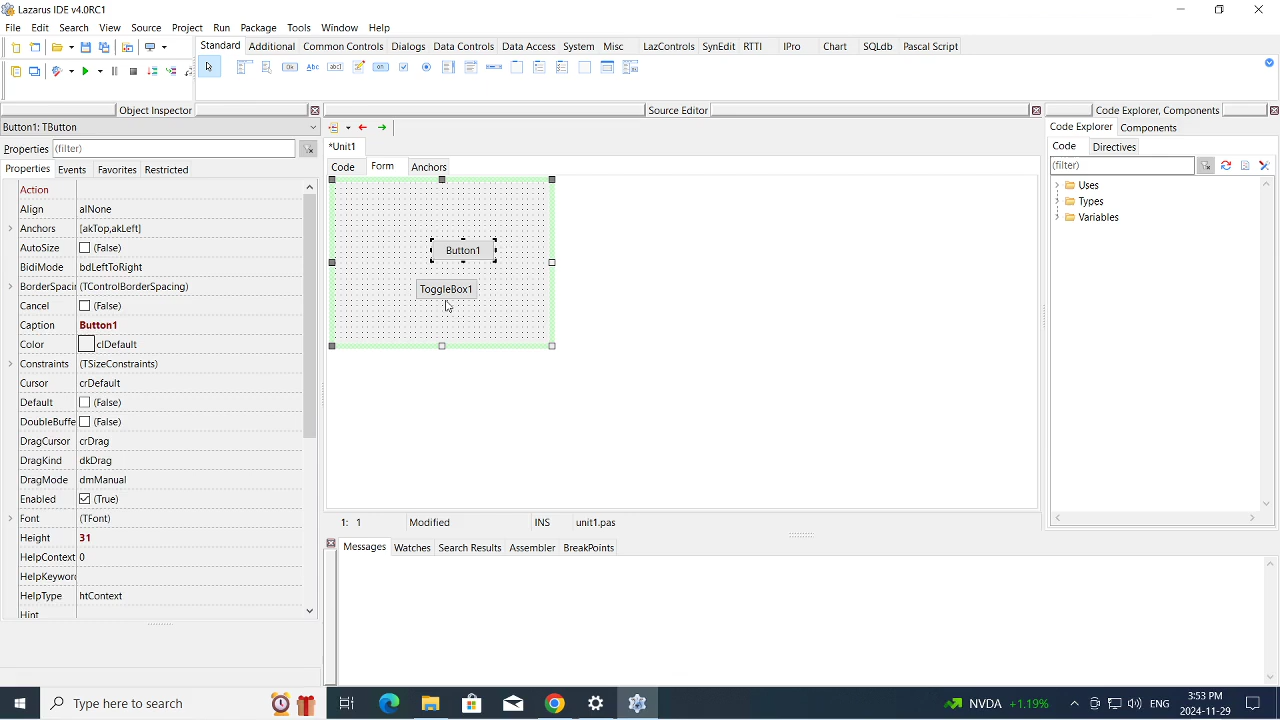 Lazarus IDE v4.0RC1
File Edit Search View Source Project Run Package Tools Window Help
Standard Additional Common Controls Dialogs Data Controls Data Access System Misc LazControls SynEdit RTTI IPro Chart SQLdb Pascal Script
Object Inspector
Source Editor
Code Explorer, Components
Button1: TButton
Properties (filter)
Properties Events Favorites Restricted
Action
Align alNone
Anchors [akTop,akLeft]
AutoSize (False)
BidiMode bdLeftToRight
BorderSpacin (TControlBorderSpacing)
Cancel (False)
Caption Button1
Color clDefault
Constraints (TSizeConstraints)
Cursor crDefault
Default (False)
DoubleBuffe (False)
DragCursor crDrag
DragKind dkDrag
DragMode dmManual
Enabled (True)
Font (TFont)
Height 31
HelpContext 0
HelpKeyword
HelpType htContext
Hint
*Unit1
Code Form Anchors
Button1
ToggleBox1
1: 1 Modified INS unit1.pas
Code Explorer Components
Code Directives
(filter)
Uses
Types
Variables
Messages Watches Search Results Assembler BreakPoints
Type here to search
NVDA +1.19%
ENG
3:53 PM
2024-11-29